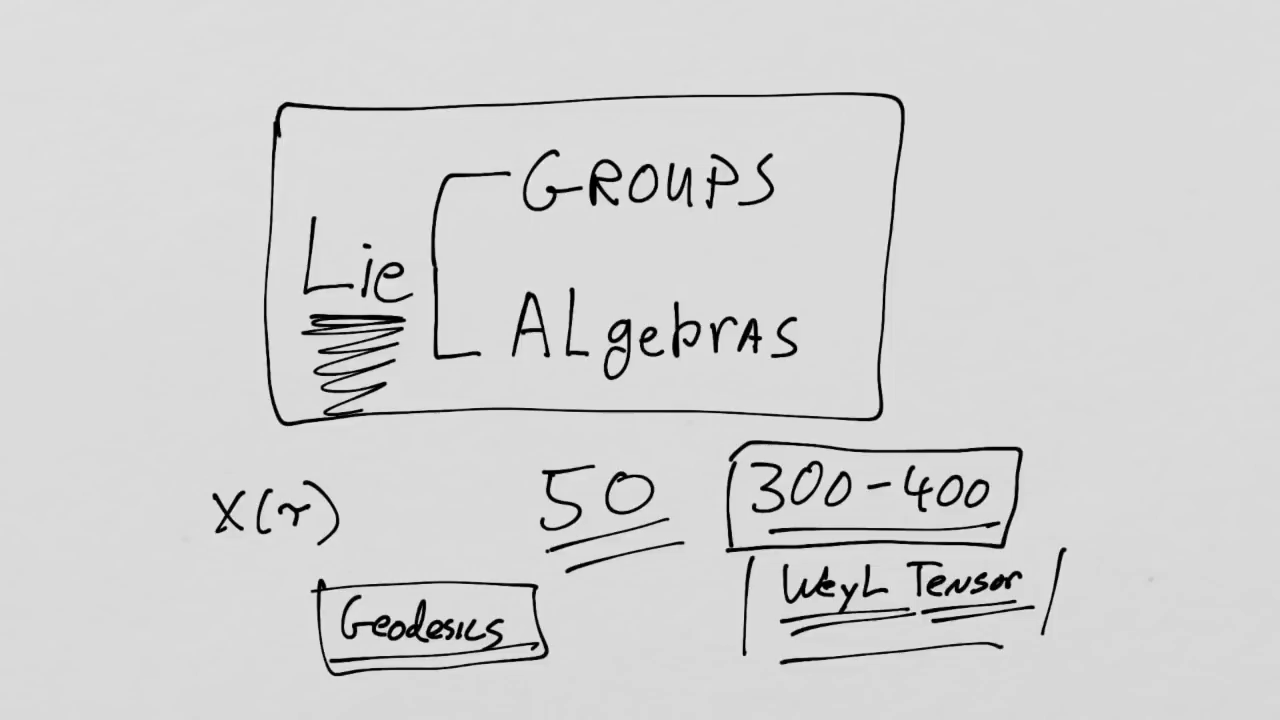 GROUPS
Lie
ALgebrAS
X(r)
50
300-400
Weyl Tensor
Geodesics